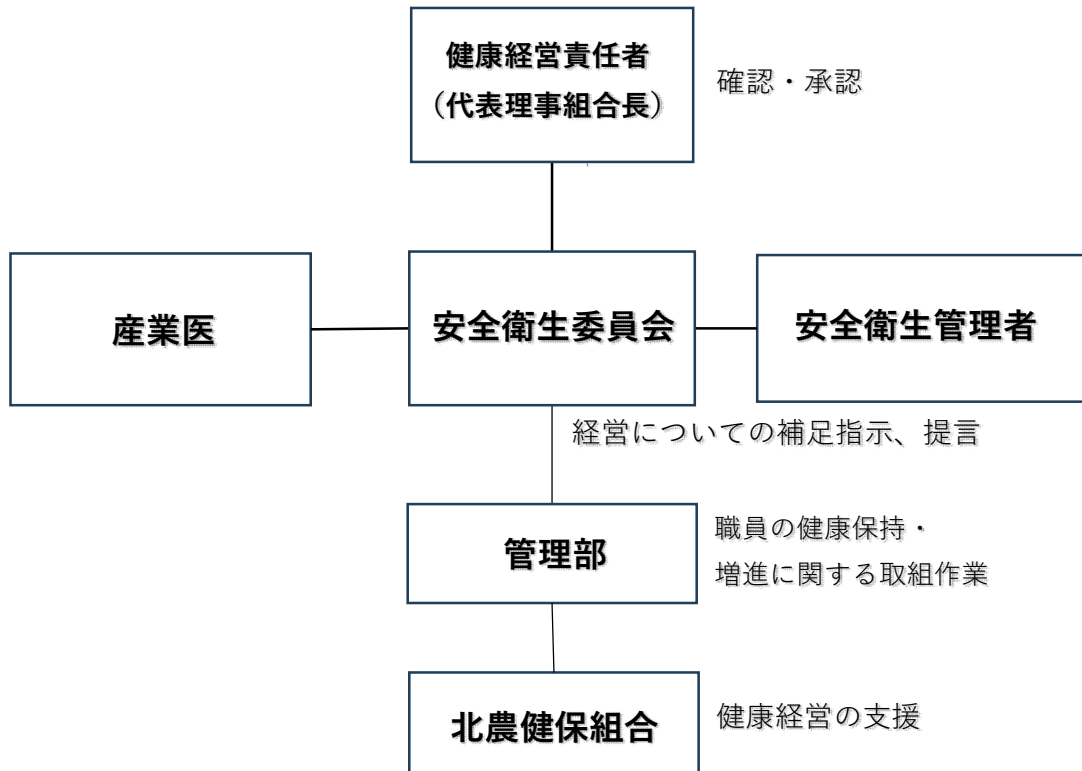 健康経営責任者
（代表理事組合長）
確認・承認
産業医
安全衛生委員会
安全衛生管理者
経営についての補足指示、提言
管理部
職員の健康保持・
増進に関する取組作業
北農健保組合
健康経営の支援